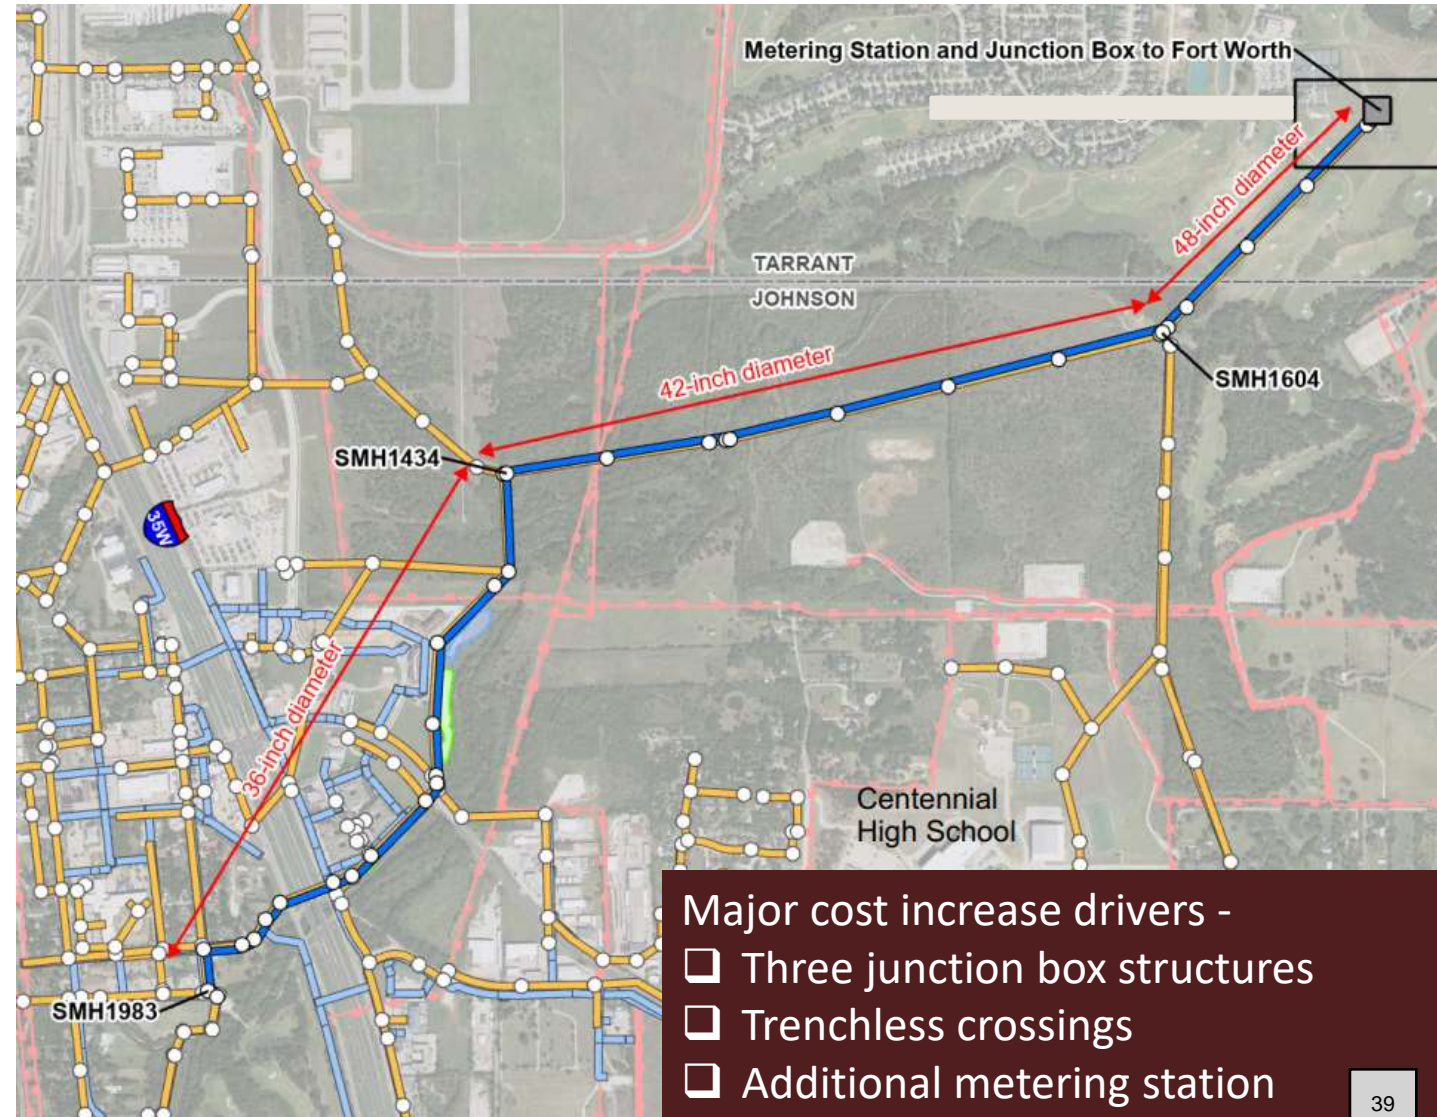 Metering Station and Junction Box to Fort Worth
48-inch diameter
TARRANT
JOHNSON
42-inch diameter
SMH1604
SMH1434
35W
36-inch diameter
Centennial
High School
SMH1983
Major cost increase drivers -
Three junction box structures
Trenchless crossings
Additional metering station
39